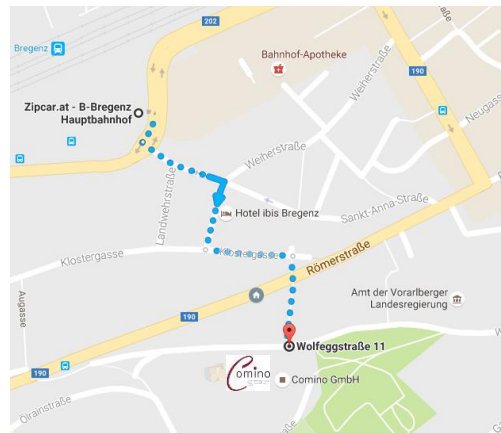 202
Bregenz
Bahnhof-Apotheke
190
Zipcar.at - B-Bregenz
Hauptbahnhof
Weiherstraße
Neugasse
Weiherstraße
Landwehrstraße
Sankt-Anna-Straße
Hotel ibis Bregenz
Klostergasse
Klostergasse
Römerstraße
Augasse
Amt der Vorarlberger
Landesregierung
190
Wolfeggstraße 11
190
Comino
Comino GmbH
Ölrainstraße